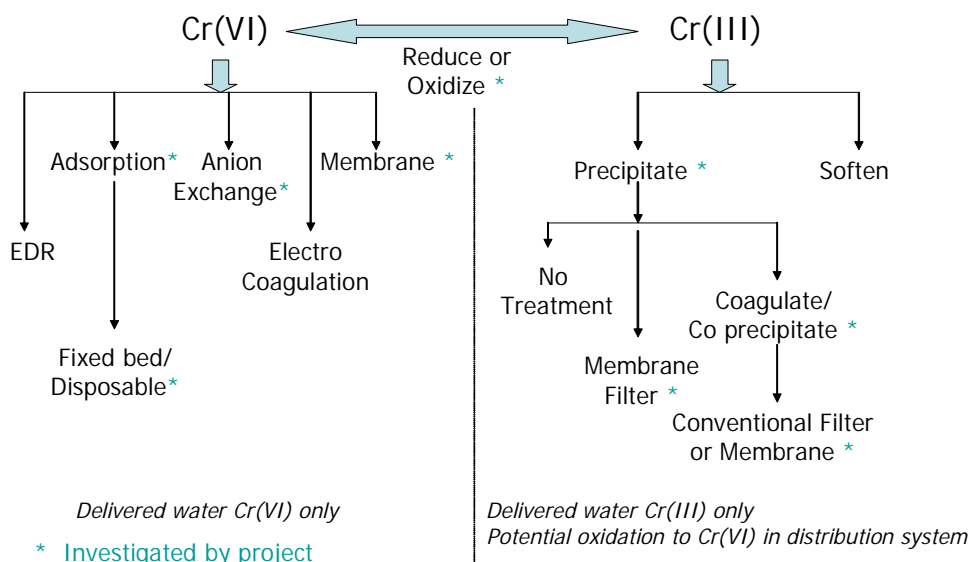 Cr(VI)
Cr(III)
Reduce or
Oxidize *
Adsorption*
Anion
Exchange*
Membrane *
Precipitate *
Soften
EDR
Electro
Coagulation
No
Treatment
Coagulate/
Co precipitate *
Fixed bed/
Disposable*
Membrane
Filter *
Conventional Filter
or Membrane *
Delivered water Cr(VI) only
Delivered water Cr(III) only
Potential oxidation to Cr(VI) in distribution system
* Investigated by project